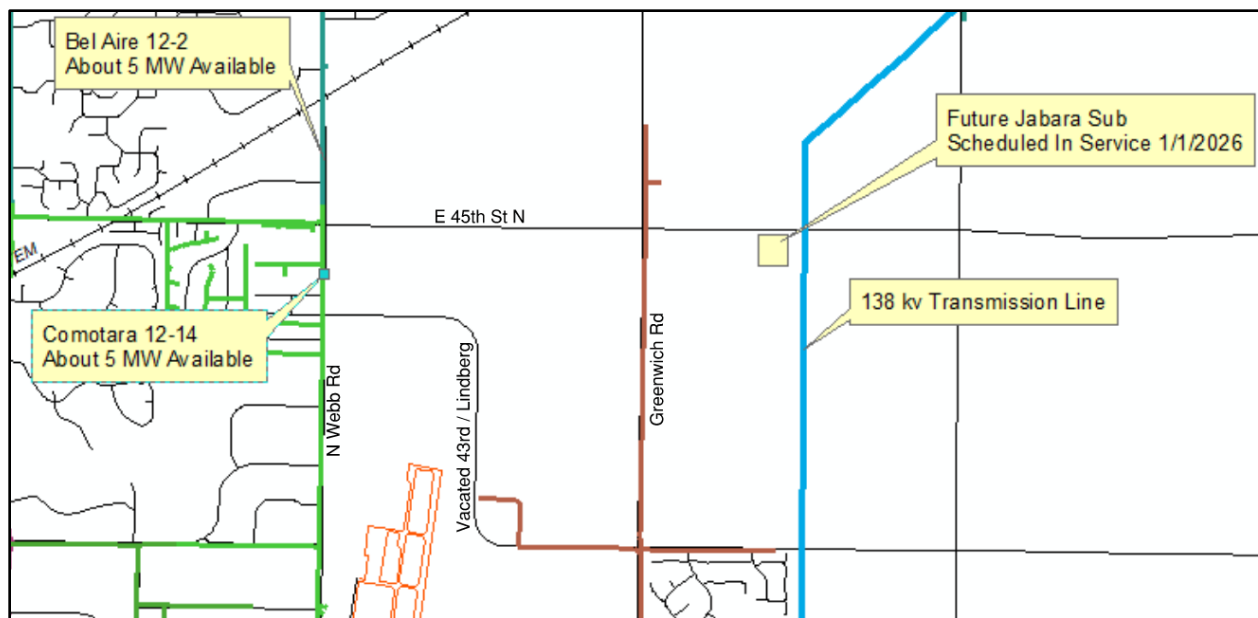 Bel Aire 12-2
About 5 MW Available
Future Jabara Sub
Scheduled In Service 1/1/2026
E 45th St N
EM
138 kv Transmission Line
Comotara 12-14
About 5 MW Available
N Webb Rd
Vacated 43rd / Lindberg
Greenwich Rd